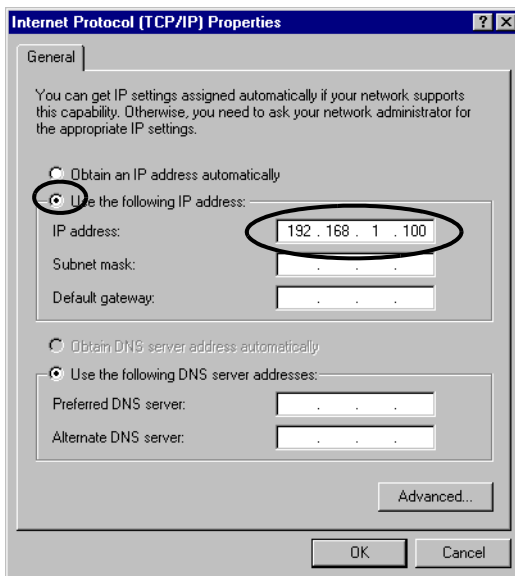 Internet Protocol (TCP/IP) Properties
General
You can get IP settings assigned automatically if your network supports
this capability. Otherwise, you need to ask your network administrator for
the appropriate IP settings.
Obtain an IP address automatically
Use the following IP address:
IP address: 192 . 168 . 1 . 100
Subnet mask: . . .
Default gateway: . . .
Obtain DNS server address automatically
Use the following DNS server addresses:
Preferred DNS server: . . .
Alternate DNS server: . . .
Advanced...
OK Cancel